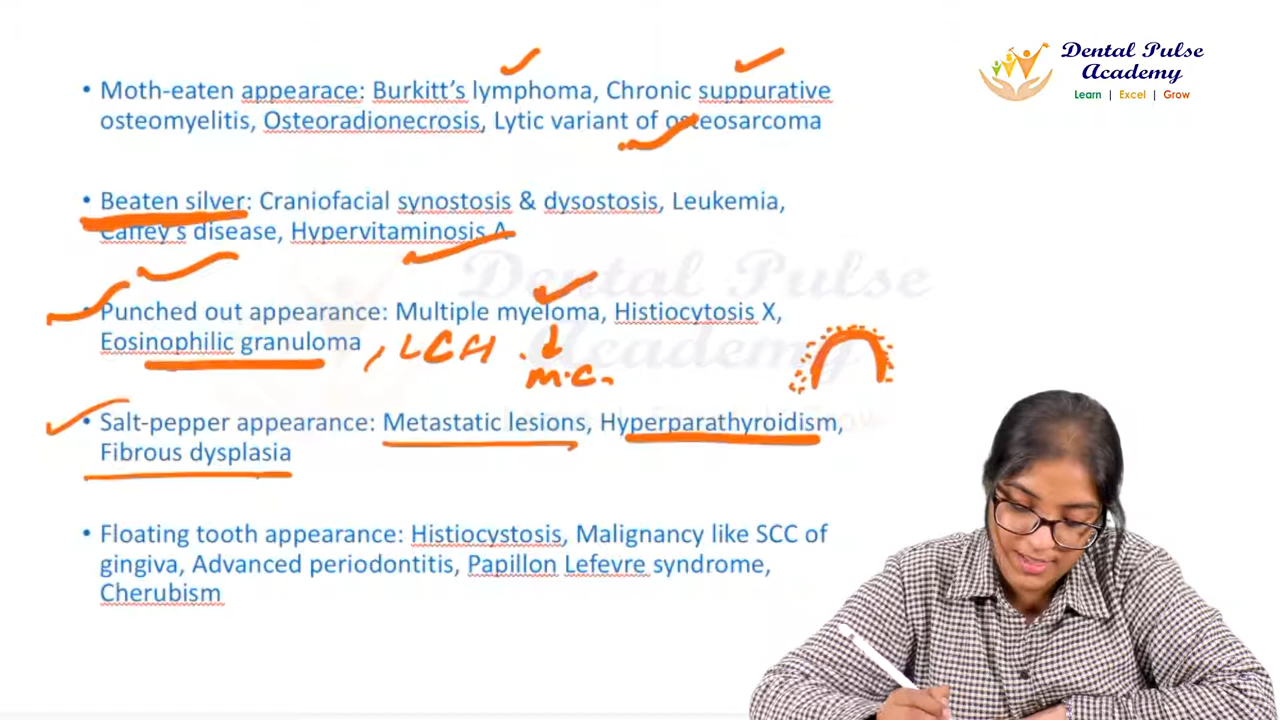 Dental Pulse
Academy
Learn | Excel | Grow
• Moth-eaten appearace: Burkitt's lymphoma, Chronic suppurative
osteomyelitis, Osteoradionecrosis, Lytic variant of osteosarcoma
• Beaten silver: Craniofacial synostosis & dysostosis, Leukemia,
Caffey's disease, Hypervitaminosis A
• Punched out appearance: Multiple myeloma, Histiocytosis X,
Eosinophilic granuloma , LCH .
m.c.
• Salt-pepper appearance: Metastatic lesions, Hyperparathyroidism,
Fibrous dysplasia
• Floating tooth appearance: Histiocystosis, Malignancy like SCC of
gingiva, Advanced periodontitis, Papillon Lefevre syndrome,
Cherubism
Dental Pulse
Academy